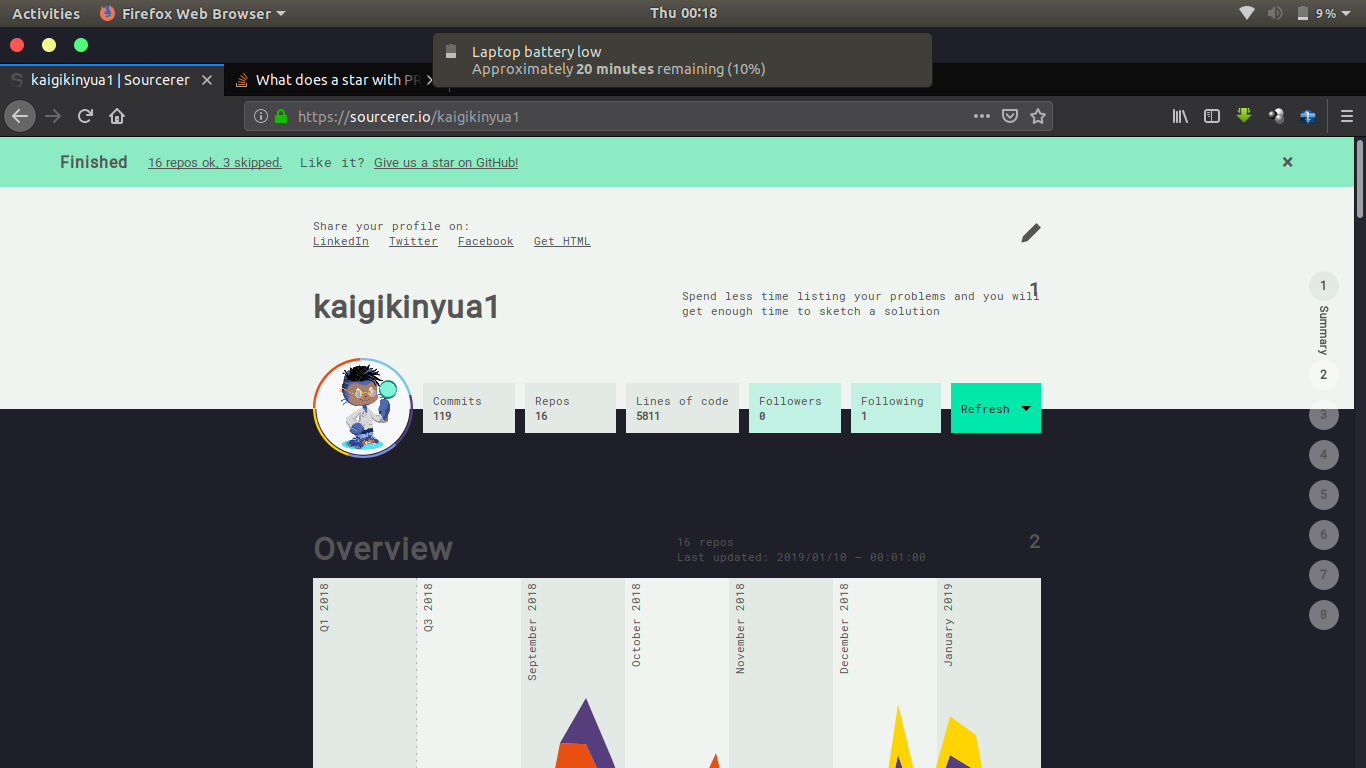 Activities Firefox Web Browser Thu 00:18 9%
Laptop battery low
Approximately 20 minutes remaining (10%)
kaigikinyua1 | Sourcerer What does a star with PR
https://sourcerer.io/kaigikinyua1
Finished 16 repos ok, 3 skipped. Like it? Give us a star on GitHub!
Share your profile on:
LinkedIn Twitter Facebook Get HTML
kaigikinyua1
Spend less time listing your problems and you will
get enough time to sketch a solution
1
Commits
119
Repos
16
Lines of code
5811
Followers
0
Following
1
Refresh
1
Summary
2
3
4
5
6
7
8
Overview
16 repos
Last updated: 2019/01/10 – 00:01:00
2
Q1 2018
Q3 2018
September 2018
October 2018
November 2018
December 2018
January 2019